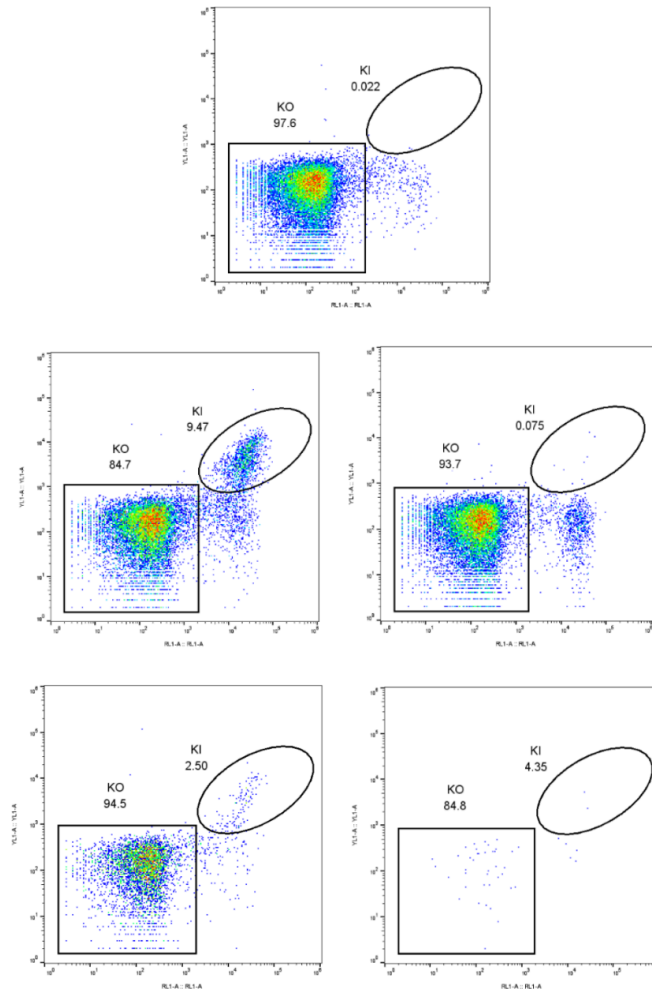 KI
0.022
KO
97.6
YL1-A :: YL1-A
RL1-A :: RL1-A
KI
9.47
KO
84.7
YL1-A :: YL1-A
RL1-A :: RL1-A
KI
0.075
KO
93.7
YL1-A :: YL1-A
RL1-A :: RL1-A
KI
2.50
KO
94.5
YL1-A :: YL1-A
RL1-A :: RL1-A
KI
4.35
KO
84.8
YL1-A :: YL1-A
RL1-A :: RL1-A